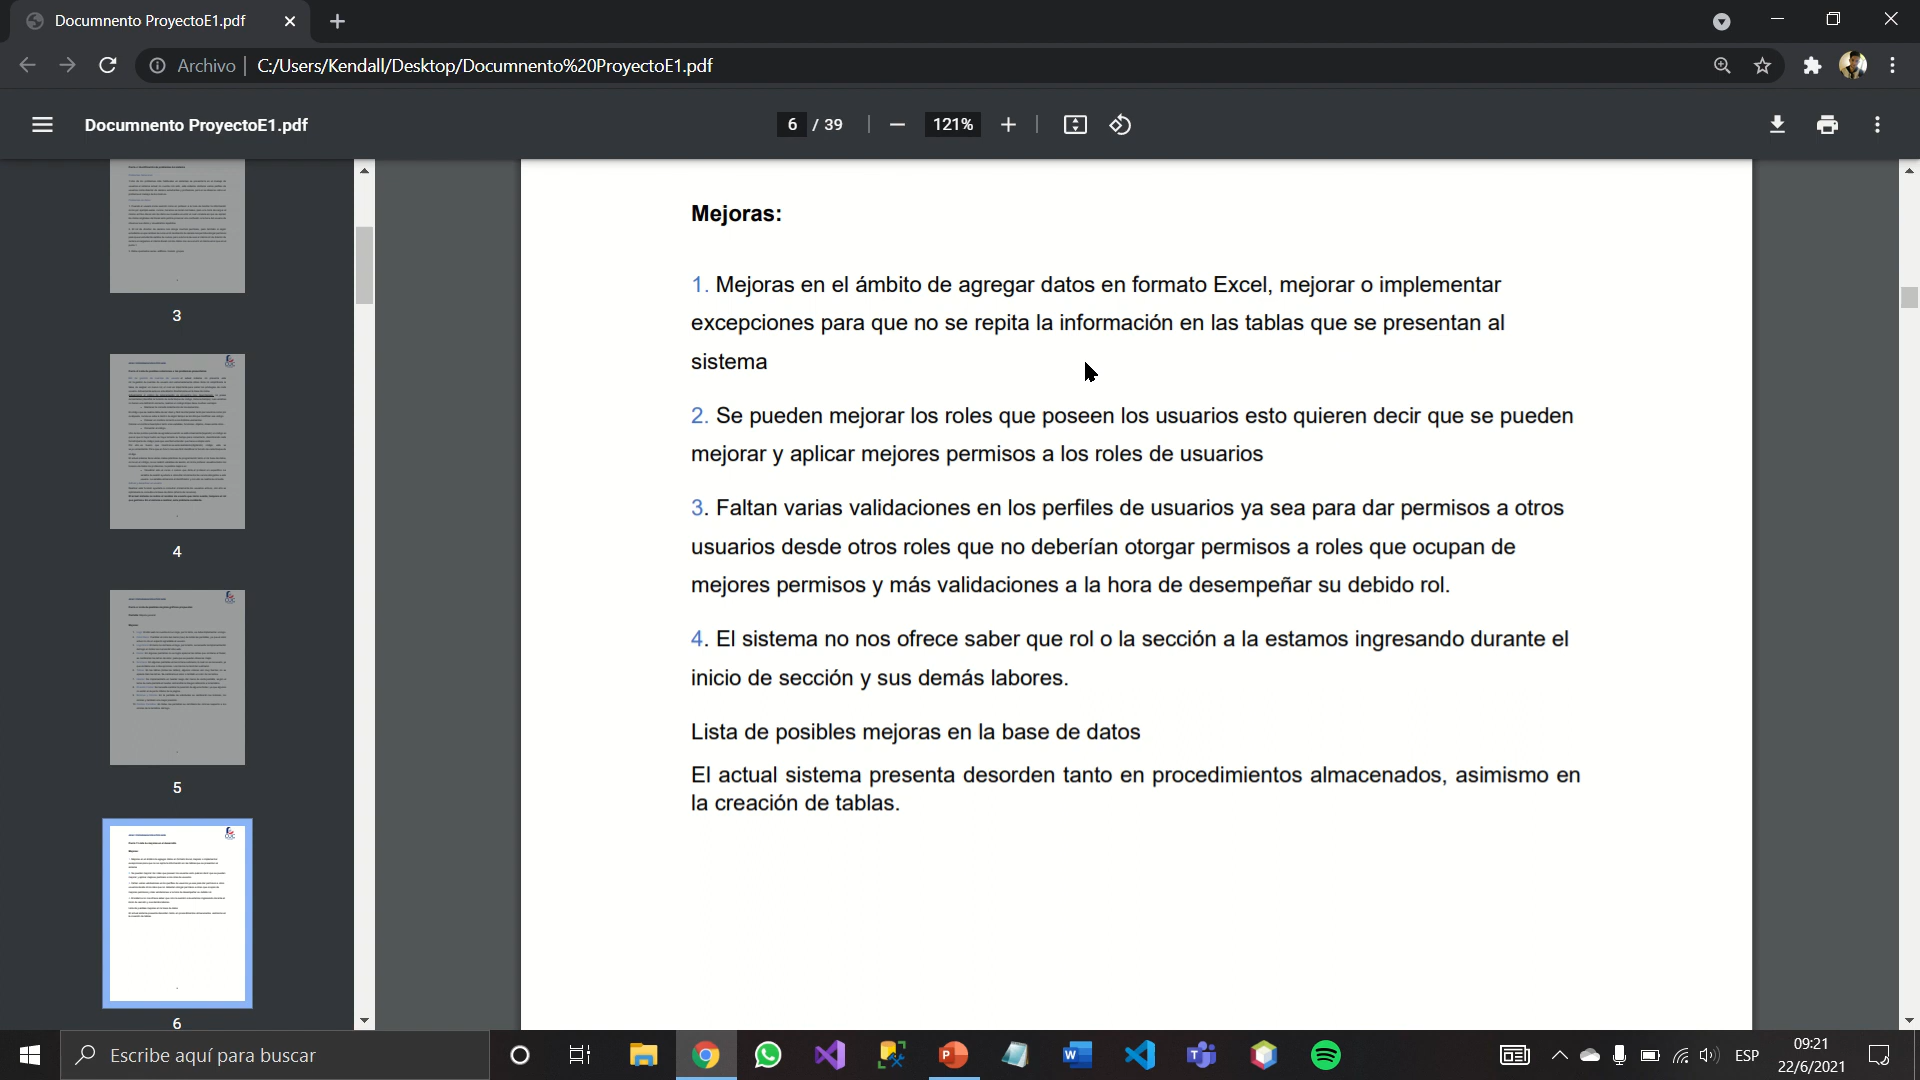 Documnento ProyectoE1.pdf
Archivo
C:/Users/Kendall/Desktop/Documnento%20ProyectoE1.pdf
Documnento ProyectoE1.pdf
6 / 39
121%
3
4
5
6
Mejoras:
1. Mejoras en el ámbito de agregar datos en formato Excel, mejorar o implementar
excepciones para que no se repita la información en las tablas que se presentan al
sistema
2. Se pueden mejorar los roles que poseen los usuarios esto quieren decir que se pueden
mejorar y aplicar mejores permisos a los roles de usuarios
3. Faltan varias validaciones en los perfiles de usuarios ya sea para dar permisos a otros
usuarios desde otros roles que no deberían otorgar permisos a roles que ocupan de
mejores permisos y más validaciones a la hora de desempeñar su debido rol.
4. El sistema no nos ofrece saber que rol o la sección a la estamos ingresando durante el
inicio de sección y sus demás labores.
Lista de posibles mejoras en la base de datos
El actual sistema presenta desorden tanto en procedimientos almacenados, asimismo en
la creación de tablas.
Escribe aquí para buscar
ESP
09:21
22/6/2021